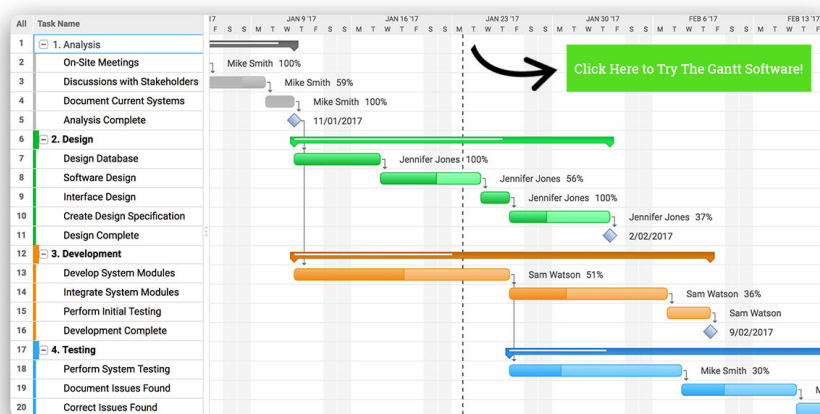 All Task Name 17 JAN 9 '17 JAN 16 '17 JAN 23 '17 JAN 30 '17 FEB 6 '17 FEB 13 '17
F S S M T W T F S S M T W T F S S M T W T F S S M T W T F S S M T W T F S S M T W T F
1 1. Analysis
2 On-Site Meetings Mike Smith 100%
3 Discussions with Stakeholders Mike Smith 59%
4 Document Current Systems Mike Smith 100%
5 Analysis Complete 11/01/2017
Click Here to Try The Gantt Software!
6 2. Design
7 Design Database Jennifer Jones 100%
8 Software Design Jennifer Jones 56%
9 Interface Design Jennifer Jones 100%
10 Create Design Specification Jennifer Jones 37%
11 Design Complete 2/02/2017
12 3. Development
13 Develop System Modules Sam Watson 51%
14 Integrate System Modules Sam Watson 36%
15 Perform Initial Testing Sam Watson
16 Development Complete 9/02/2017
17 4. Testing
18 Perform System Testing Mike Smith 30%
19 Document Issues Found
20 Correct Issues Found